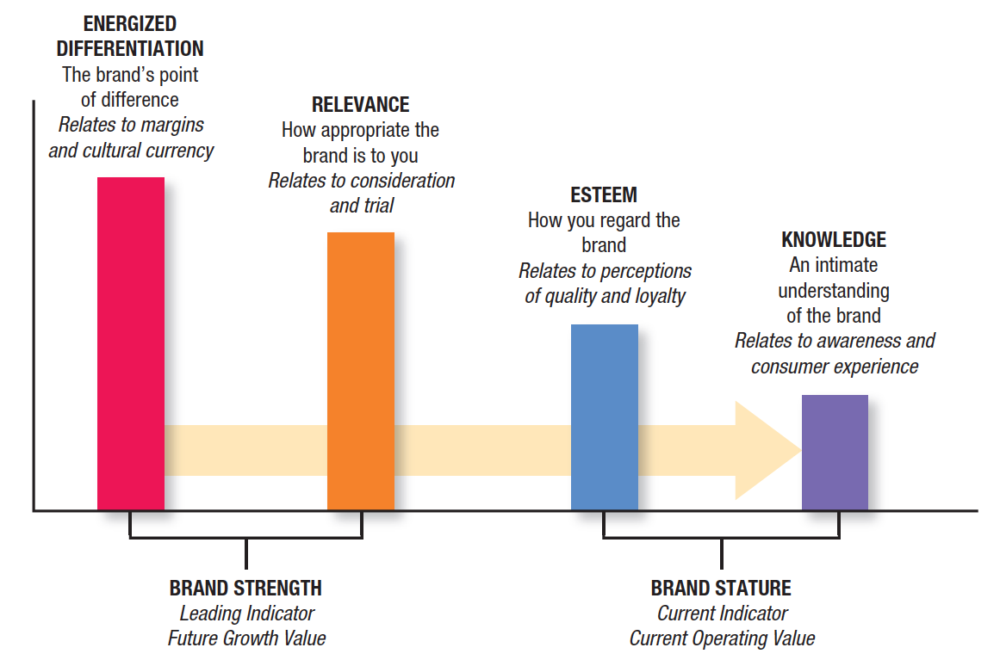 ENERGIZED
DIFFERENTIATION
The brand’s point
of difference
Relates to margins
and cultural currency
RELEVANCE
How appropriate the
brand is to you
Relates to consideration
and trial
ESTEEM
How you regard the
brand
Relates to perceptions
of quality and loyalty
KNOWLEDGE
An intimate
understanding
of the brand
Relates to awareness and
consumer experience
BRAND STRENGTH
Leading Indicator
Future Growth Value
BRAND STATURE
Current Indicator
Current Operating Value